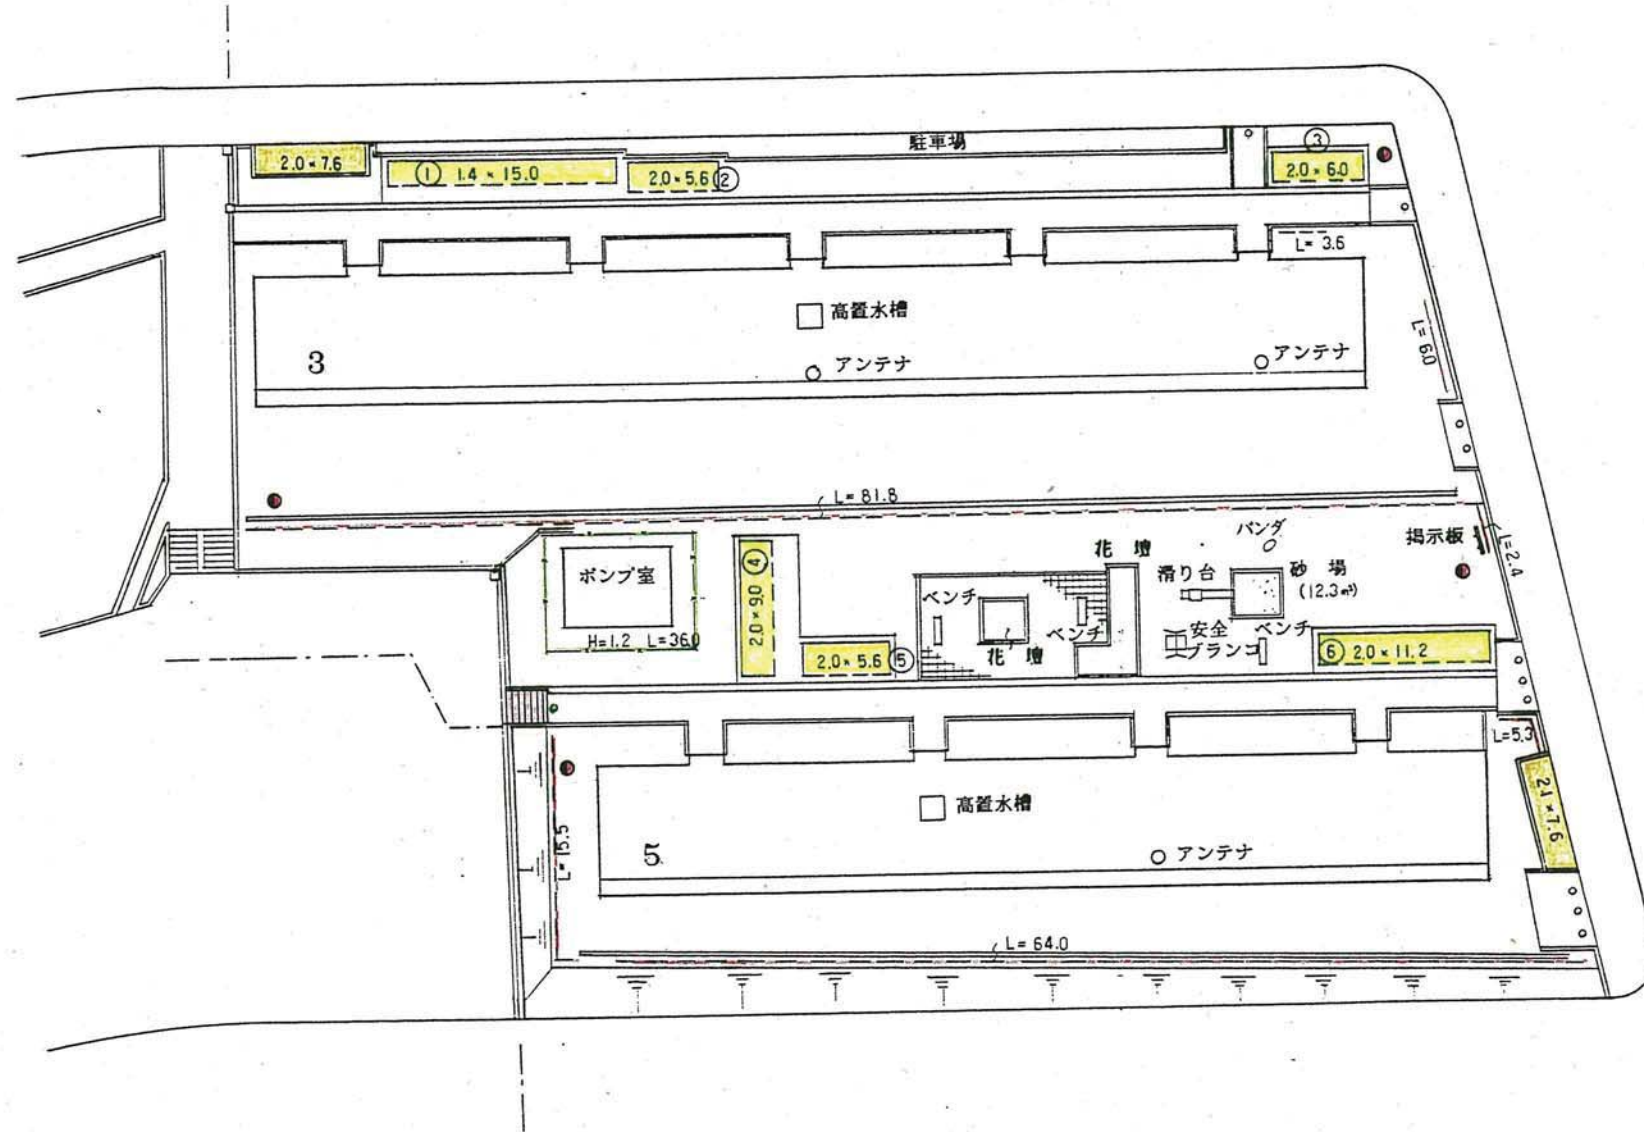 駐車場
2.0×7.6
① 1.4 × 15.0
2.0×5.6 ②
③
2.0×6.0
L= 3.6
高置水槽
L= 6.0
3
アンテナ
アンテナ
L= 81.8
パンダ
掲示板
L=2.4
花 壇
滑り台
砂 場
(12.3㎡)
ポンプ室
④
2.0×9.0
ベンチ
ベンチ
安全
ブランコ
ベンチ
H=1.2 L=36.0
花 壇
2.0×5.6 ⑤
⑥ 2.0×11.2
L=5.3
高置水槽
2.1×7.6
L=15.5
5
アンテナ
L= 64.0